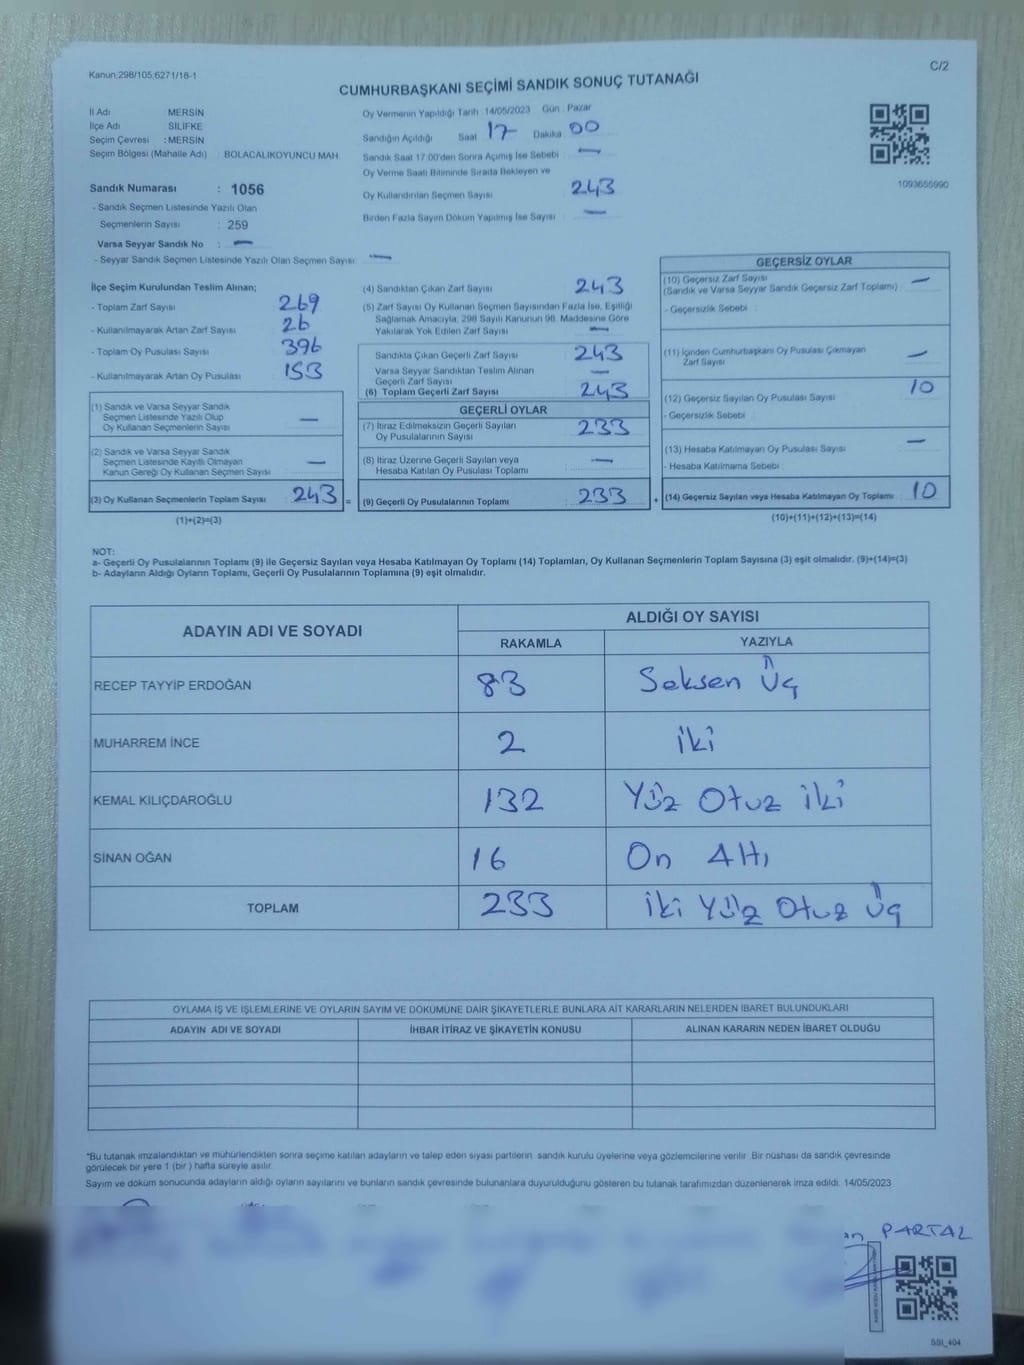 Kanun.298/105,6271/18-1
C/2
CUMHURBAŞKANI SEÇİMİ SANDIK SONUÇ TUTANAĞI
İl Adı : MERSİN
İlçe Adı : SİLİFKE
Seçim Çevresi : MERSİN
Seçim Bölgesi (Mahalle Adı) : BOLACALIKOYUNCU MAH.
Sandık Numarası : 1056
- Sandık Seçmen Listesinde Yazılı Olan
Seçmenlerin Sayısı : 259
Varsa Seyyar Sandık No : —
- Seyyar Sandık Seçmen Listesinde Yazılı Olan Seçmen Sayısı: —
Oy Vermenin Yapıldığı Tarih 14/05/2023 Gün : Pazar
Sandığın Açıldığı Saat 17 Dakika 00
Sandık Saat 17.00'den Sonra Açılmış İse Sebebi : —
Oy Verme Saati Bitiminde Sırada Bekleyen ve
Oy Kullandırılan Seçmen Sayısı : 243
Birden Fazla Sayım Döküm Yapılmış İse Sayısı : —
1093655990
İlçe Seçim Kurulundan Teslim Alınan;
- Toplam Zarf Sayısı : 269
- Kullanılmayarak Artan Zarf Sayısı : 26
- Toplam Oy Pusulası Sayısı : 396
- Kullanılmayarak Artan Oy Pusulası : 153
(1) Sandık ve Varsa Seyyar Sandık
Seçmen Listesinde Yazılı Olup
Oy Kullanan Seçmenlerin Sayısı : —
(2) Sandık ve Varsa Seyyar Sandık
Seçmen Listesinde Kayıtlı Olmayan
Kanun Gereği Oy Kullanan Seçmen Sayısı : —
(3) Oy Kullanan Seçmenlerin Toplam Sayısı : 243 =
(1)+(2)=(3)
(4) Sandıktan Çıkan Zarf Sayısı : 243
(5) Zarf Sayısı Oy Kullanan Seçmen Sayısından Fazla İse, Eşitliği
Sağlamak Amacıyla, 298 Sayılı Kanunun 98. Maddesine Göre
Yakılarak Yok Edilen Zarf Sayısı : —
Sandıkta Çıkan Geçerli Zarf Sayısı : 243
Varsa Seyyar Sandıktan Teslim Alınan
Geçerli Zarf Sayısı : —
(6) Toplam Geçerli Zarf Sayısı : 243
GEÇERLİ OYLAR
(7) İtiraz Edilmeksizin Geçerli Sayılan
Oy Pusulalarının Sayısı : 233
(8) İtiraz Üzerine Geçerli Sayılan veya
Hesaba Katılan Oy Pusulası Toplamı : —
(9) Geçerli Oy Pusulalarının Toplamı : 233 +
GEÇERSİZ OYLAR
(10) Geçersiz Zarf Sayısı : —
(Sandık ve Varsa Seyyar Sandık Geçersiz Zarf Toplamı)
- Geçersizlik Sebebi :
(11) İçinden Cumhurbaşkanı Oy Pusulası Çıkmayan
Zarf Sayısı : —
(12) Geçersiz Sayılan Oy Pusulası Sayısı : 10
- Geçersizlik Sebebi :
(13) Hesaba Katılmayan Oy Pusulası Sayısı : —
- Hesaba Katılmama Sebebi :
(14) Geçersiz Sayılan veya Hesaba Katılmayan Oy Toplamı : 10
(10)+(11)+(12)+(13)=(14)
NOT:
a- Geçerli Oy Pusulalarının Toplamı (9) ile Geçersiz Sayılan veya Hesaba Katılmayan Oy Toplamı (14) Toplamları, Oy Kullanan Seçmenlerin Toplam Sayısına (3) eşit olmalıdır. (9)+(14)=(3)
b- Adayların Aldığı Oyların Toplamı, Geçerli Oy Pusulalarının Toplamına (9) eşit olmalıdır.
ADAYIN ADI VE SOYADI
ALDIĞI OY SAYISI
RAKAMLA YAZIYLA
RECEP TAYYİP ERDOĞAN 83 Seksen Üç
MUHARREM İNCE 2 iki
KEMAL KILIÇDAROĞLU 132 Yüz Otuz iki
SİNAN OĞAN 16 On Altı
TOPLAM 233 iki Yüz Otuz Üç
OYLAMA İŞ VE İŞLEMLERİNE VE OYLARIN SAYIM VE DÖKÜMÜNE DAİR ŞİKAYETLERLE BUNLARA AİT KARARLARIN NELERDEN İBARET BULUNDUKLARI
ADAYIN ADI VE SOYADI İHBAR İTİRAZ VE ŞİKAYETİN KONUSU ALINAN KARARIN NEDEN İBARET OLDUĞU
*Bu tutanak imzalandıktan ve mühürlendikten sonra seçime katılan adayların ve talep eden siyasi partilerin sandık kurulu üyelerine veya gözlemcilerine verilir. Bir nüshası da sandık çevresinde
görülecek bir yere 1 (bir ) hafta süreyle asılır.
Sayım ve döküm sonucunda adayların aldığı oyların sayılarını ve bunların sandık çevresinde bulunanlara duyurulduğunu gösteren bu tutanak tarafımızdan düzenlenerek imza edildi. 14/05/2023
PARTAL
SSI_404